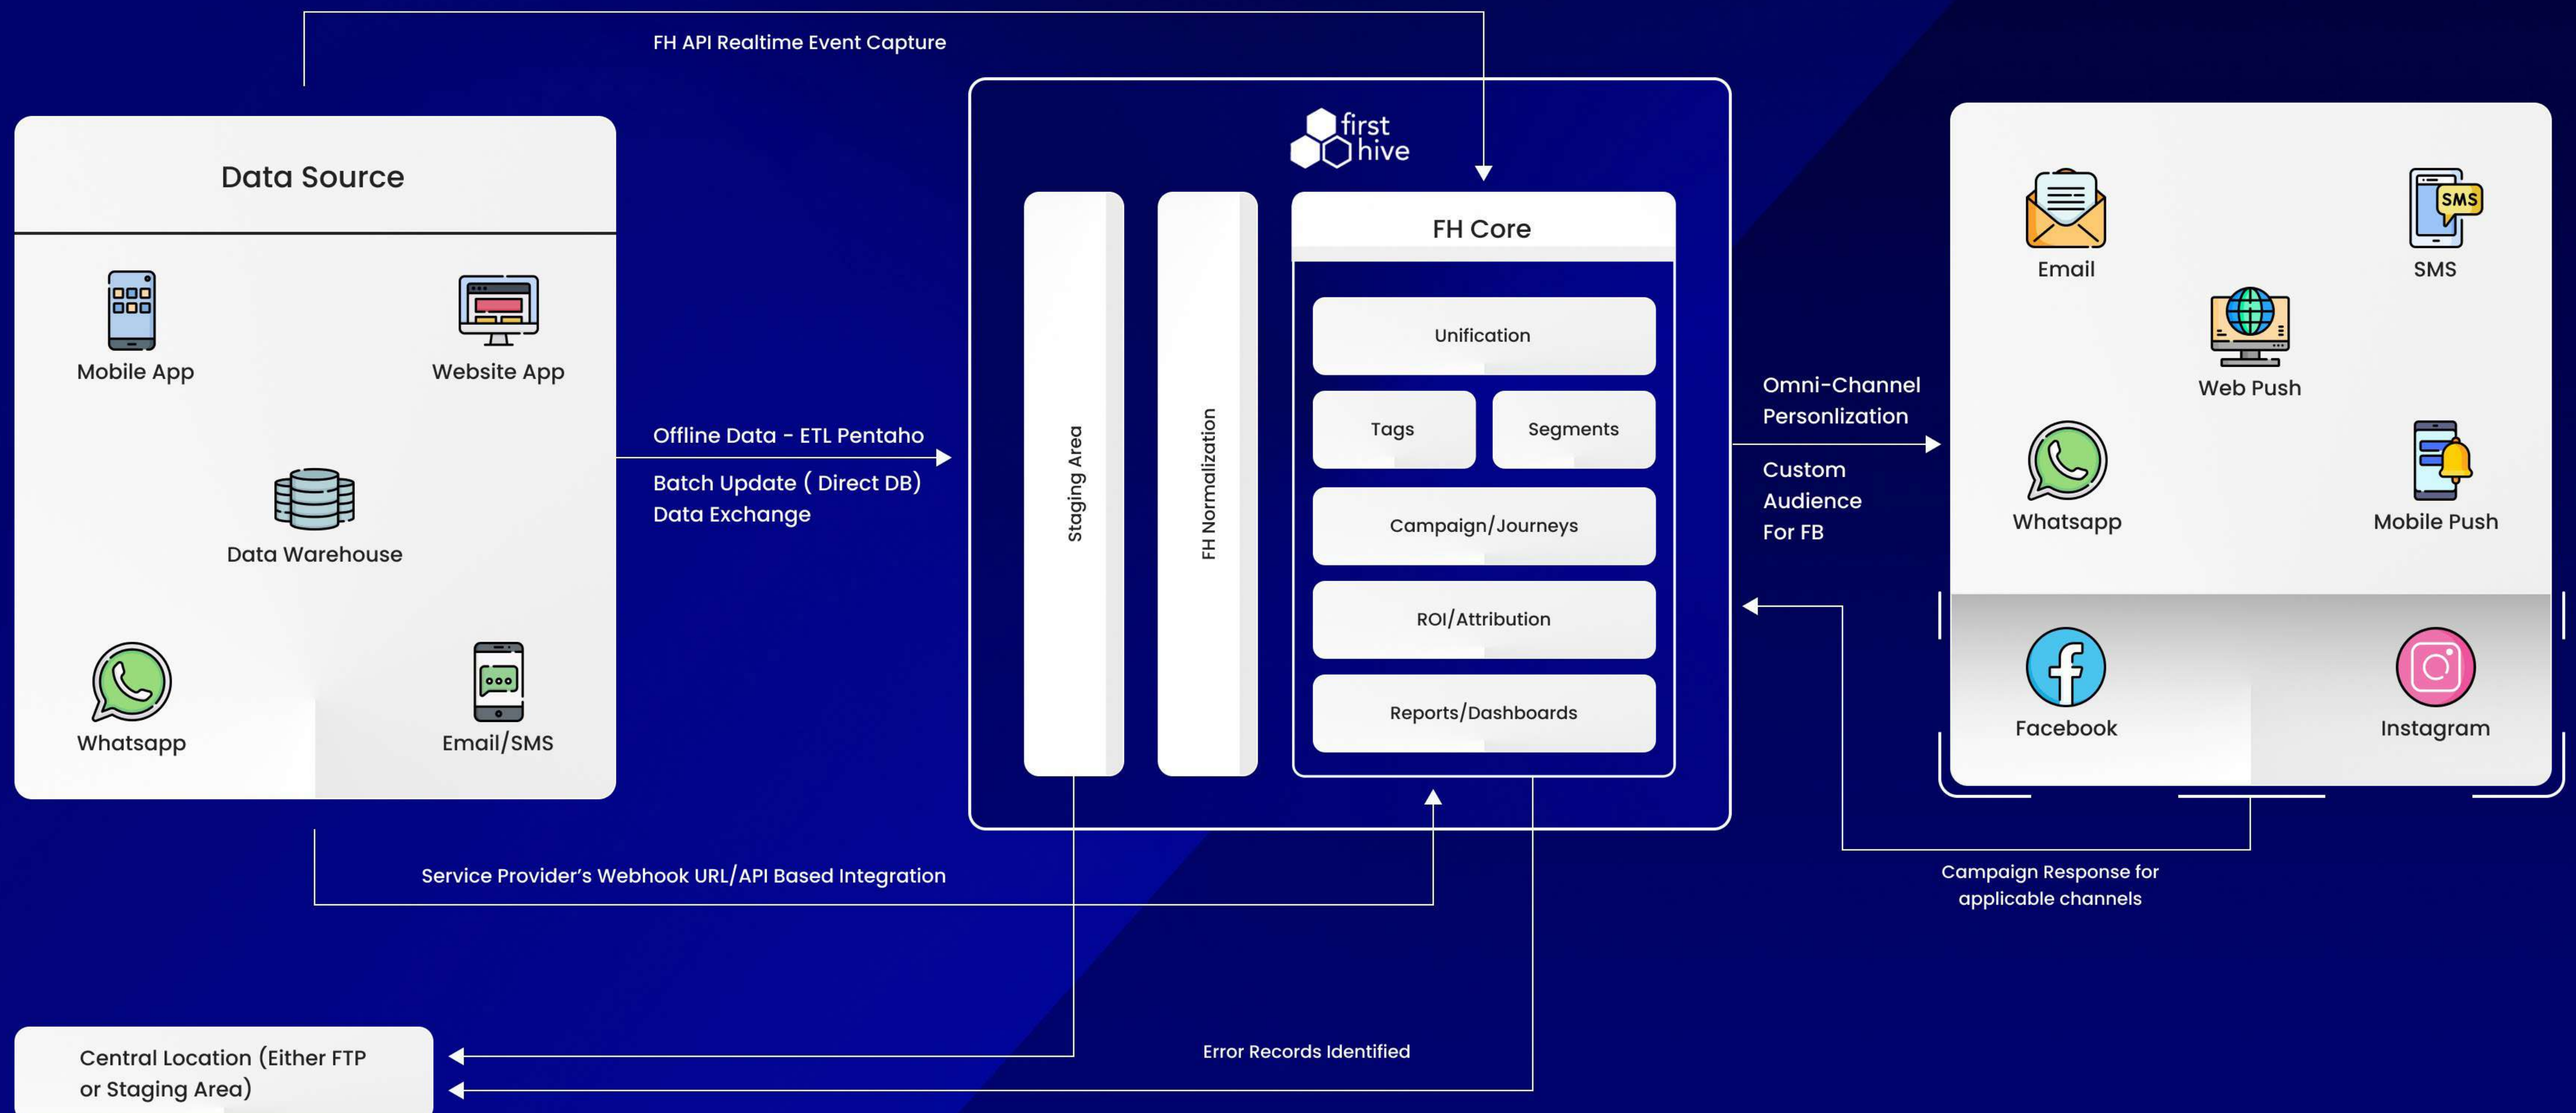 FH API Realtime Event Capture
Data Source
Mobile App
Website App
Data Warehouse
Whatsapp
Email/SMS
Offline Data - ETL Pentaho
Batch Update ( Direct DB)
Data Exchange
first
hive
Staging Area
FH Normalization
FH Core
Unification
Tags
Segments
Campaign/Journeys
ROI/Attribution
Reports/Dashboards
Omni-Channel
Personlization
Custom
Audience
For FB
Email
SMS
SMS
Web Push
Whatsapp
Mobile Push
Facebook
Instagram
Service Provider’s Webhook URL/API Based Integration
Campaign Response for
applicable channels
Error Records Identified
Central Location (Either FTP
or Staging Area)